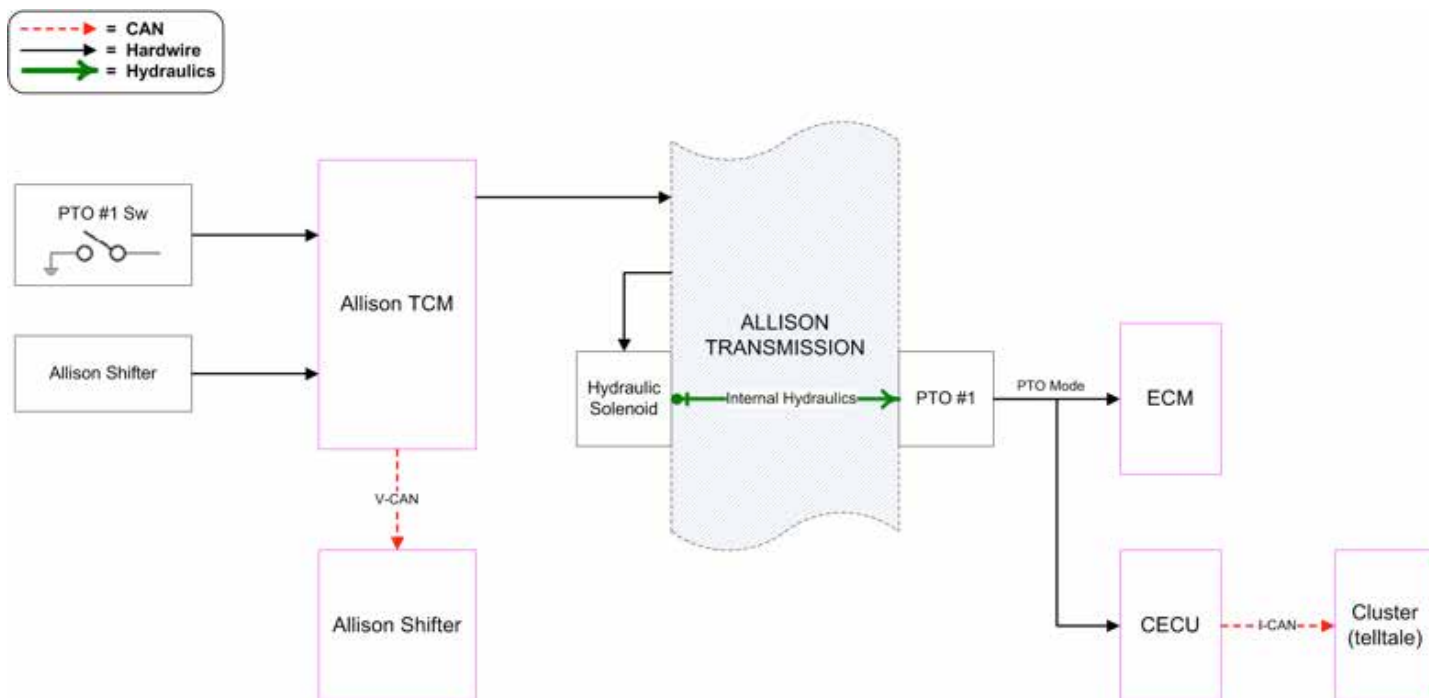 = CAN
= Hardwire
= Hydraulics
PTO #1 Sw
Allison TCM
Allison Shifter
ALLISON
TRANSMISSION
Hydraulic
Solenoid
Internal Hydraulics
PTO #1
PTO Mode
ECM
V-CAN
Allison Shifter
CECU
I-CAN
Cluster
(telltale)